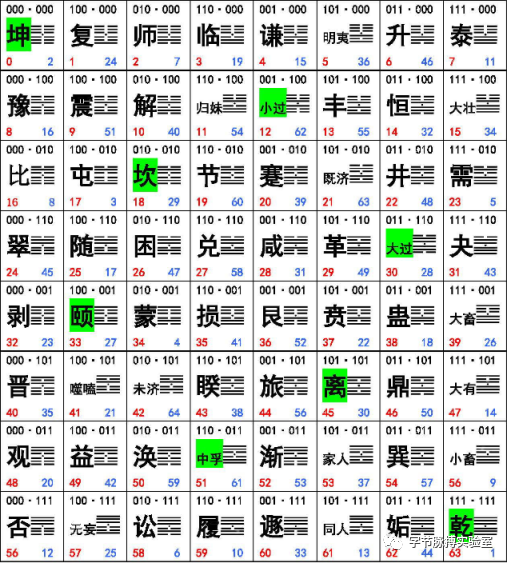 000 · 000 100 · 000 010 · 000 110 · 000 001 · 000 101 · 000 011 · 000 111 · 000
坤 复 师 临 谦 明夷 升 泰
0 2 1 24 2 7 3 19 4 15 5 36 6 46 7 11
000 · 100 100 · 100 010 · 100 110 · 100 001 · 100 101 · 100 011 · 100 111 · 100
豫 震 解 归妹 小过 丰 恒 大壮
8 16 9 51 10 40 11 54 12 62 13 55 14 32 15 34
000 · 010 100 · 010 010 · 010 110 · 010 001 · 010 101 · 010 011 · 010 111 · 010
比 屯 坎 节 蹇 既济 井 需
16 8 17 3 18 29 19 60 20 39 21 63 22 48 23 5
000 · 110 100 · 110 010 · 110 110 · 110 001 · 110 101 · 110 011 · 110 111 · 110
翠 随 困 兑 咸 革 大过 夬
24 45 25 17 26 47 27 58 28 31 29 49 30 28 31 43
000 · 001 100 · 001 010 · 001 110 · 001 001 · 001 101 · 001 011 · 001 111 · 001
剥 颐 蒙 损 艮 贲 蛊 大畜
32 23 33 27 34 4 35 41 36 52 37 22 38 18 39 26
000 · 101 100 · 101 010 · 101 110 · 101 001 · 101 101 · 101 011 · 101 111 · 101
晋 噬嗑 未济 睽 旅 离 鼎 大有
40 35 41 21 42 64 43 38 44 56 45 30 46 50 47 14
000 · 011 100 · 011 010 · 011 110 · 011 001 · 011 101 · 011 011 · 011 111 · 011
观 益 涣 中孚 渐 家人 巽 小畜
48 20 49 42 50 59 51 61 52 53 53 37 54 57 56 9
000 · 111 100 · 111 010 · 111 110 · 111 001 · 111 101 · 111 011 · 111 111 · 111
否 无妄 讼 履 遯 同人 姤 乾
56 12 57 25 58 6 59 10 60 33 61 13 62 44 63 1
字节脉搏实验室